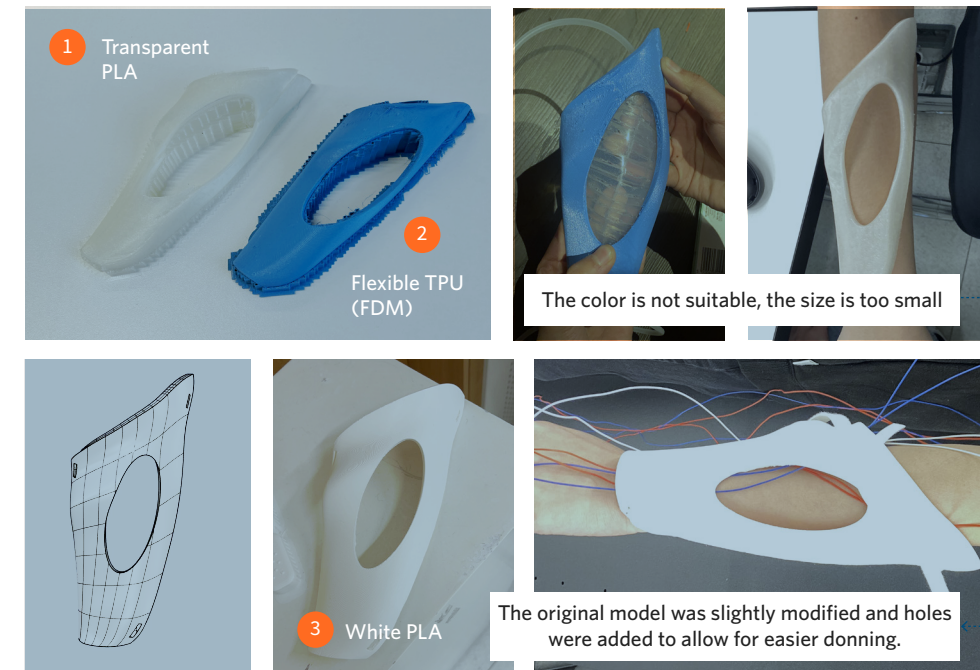 1 Transparent
PLA
2
Flexible TPU
(FDM)
The color is not suitable, the size is too small
3 White PLA
The original model was slightly modified and holes
were added to allow for easier donning.